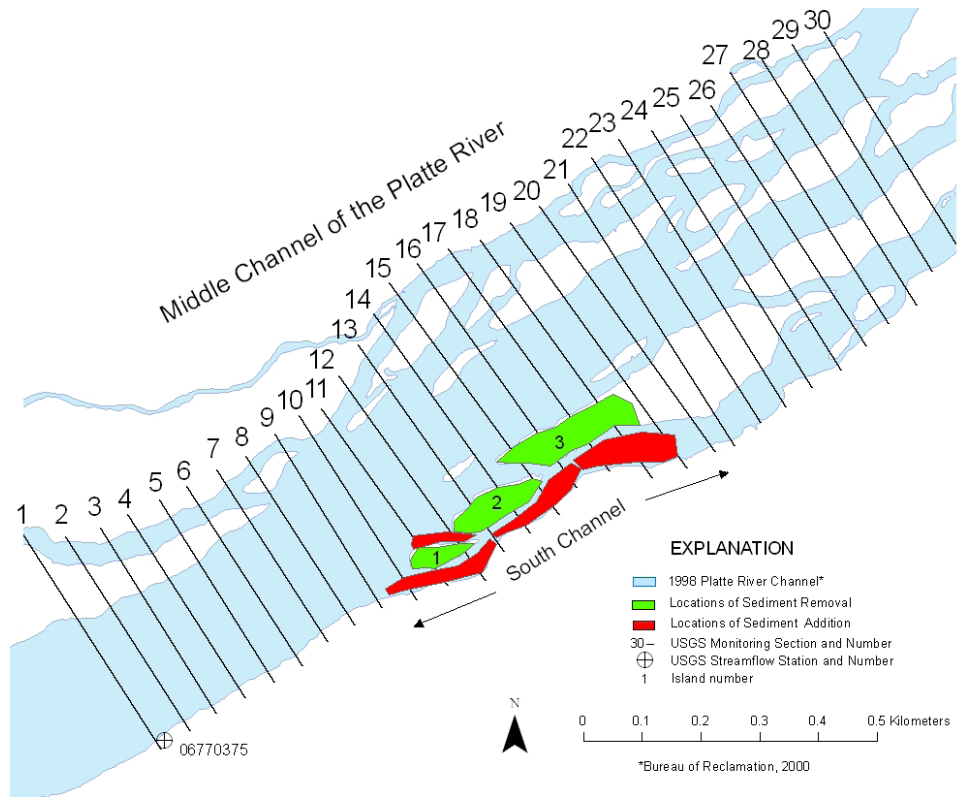 30
29
28
27
26
25
24
23
22
21
20
19
18
17
16
15
14
13
12
11
10
9
8
7
6
5
4
3
2
1
Middle Channel of the Platte River
3
2
1
South Channel
EXPLANATION
1998 Platte River Channel*
Locations of Sediment Removal
Locations of Sediment Addition
30 – USGS Monitoring Section and Number
USGS Streamflow Station and Number
1 Island number
06770375
N
0 0.1 0.2 0.3 0.4 0.5 Kilometers
*Bureau of Reclamation, 2000